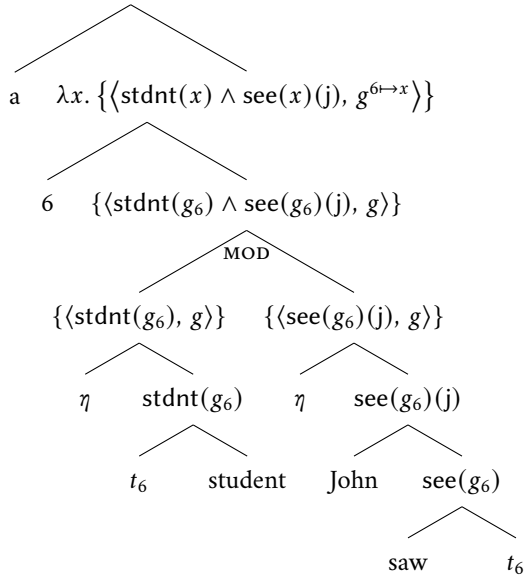 a λx. {⟨stdnt(x) ∧ see(x)(j), g⁶↦ˣ⟩}
6 {⟨stdnt(g₆) ∧ see(g₆)(j), g⟩}
MOD
{⟨stdnt(g₆), g⟩} {⟨see(g₆)(j), g⟩}
η stdnt(g₆) η see(g₆)(j)
t₆ student John see(g₆)
saw t₆